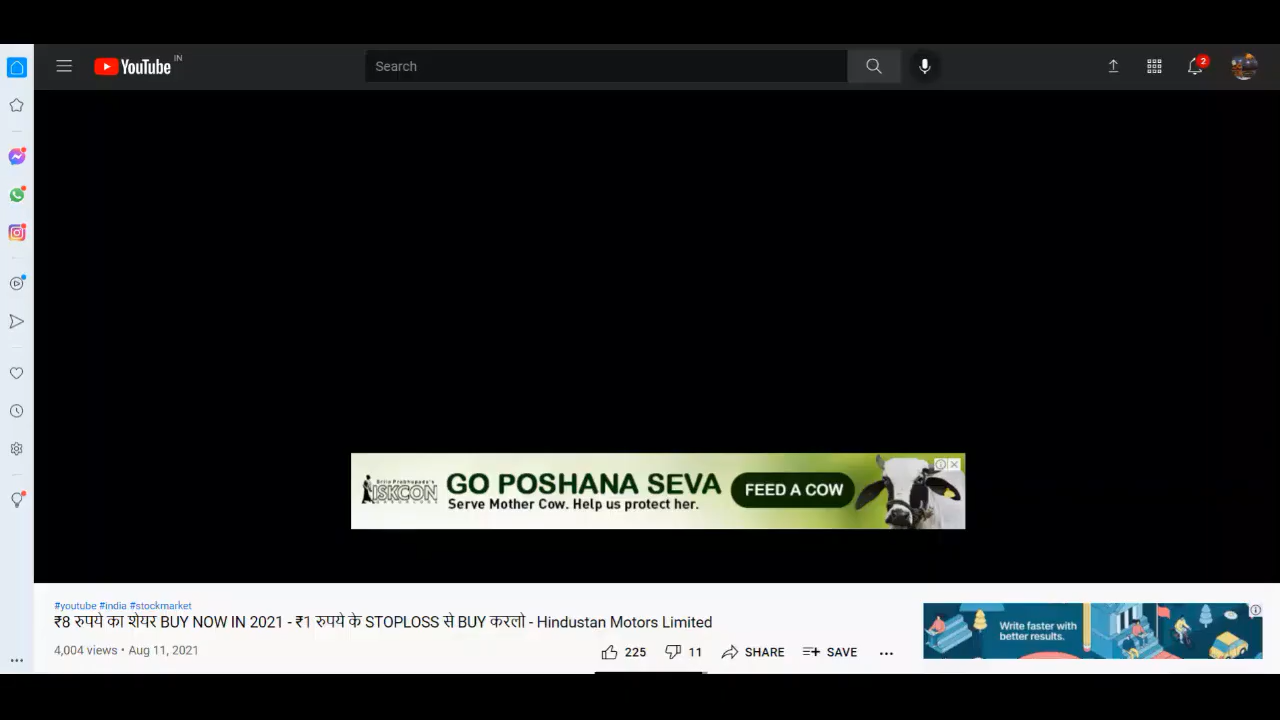 YouTube IN
Search
2
Srila Prabhupada's
ISKCON
GO POSHANA SEVA
Serve Mother Cow. Help us protect her.
FEED A COW
#youtube #india #stockmarket
₹8 रुपये का शेयर BUY NOW IN 2021 - ₹1 रुपये के STOPLOSS से BUY करलो - Hindustan Motors Limited
4,004 views • Aug 11, 2021
225
11
SHARE
SAVE
Write faster with
better results.